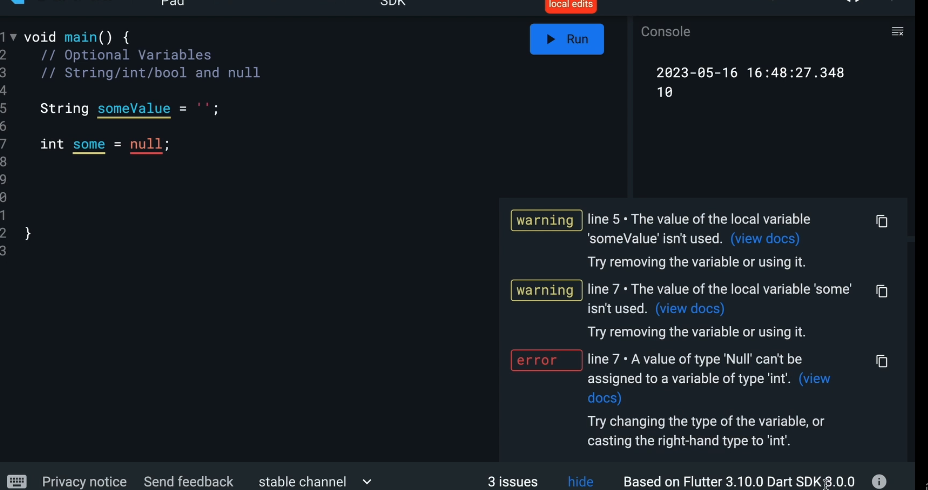 Pad
SDK
local edits
1 void main() {
2 // Optional Variables
3 // String/int/bool and null
4
5 String someValue = '';
6
7 int some = null;
8
9
0
1
2 }
3
Run
Console
2023-05-16 16:48:27.348
10
warning line 5 • The value of the local variable
'someValue' isn't used. (view docs)
Try removing the variable or using it.
warning line 7 • The value of the local variable 'some'
isn't used. (view docs)
Try removing the variable or using it.
error line 7 • A value of type 'Null' can't be
assigned to a variable of type 'int'. (view
docs)
Try changing the type of the variable, or
casting the right-hand type to 'int'.
Privacy notice Send feedback stable channel 3 issues hide Based on Flutter 3.10.0 Dart SDK 3.0.0